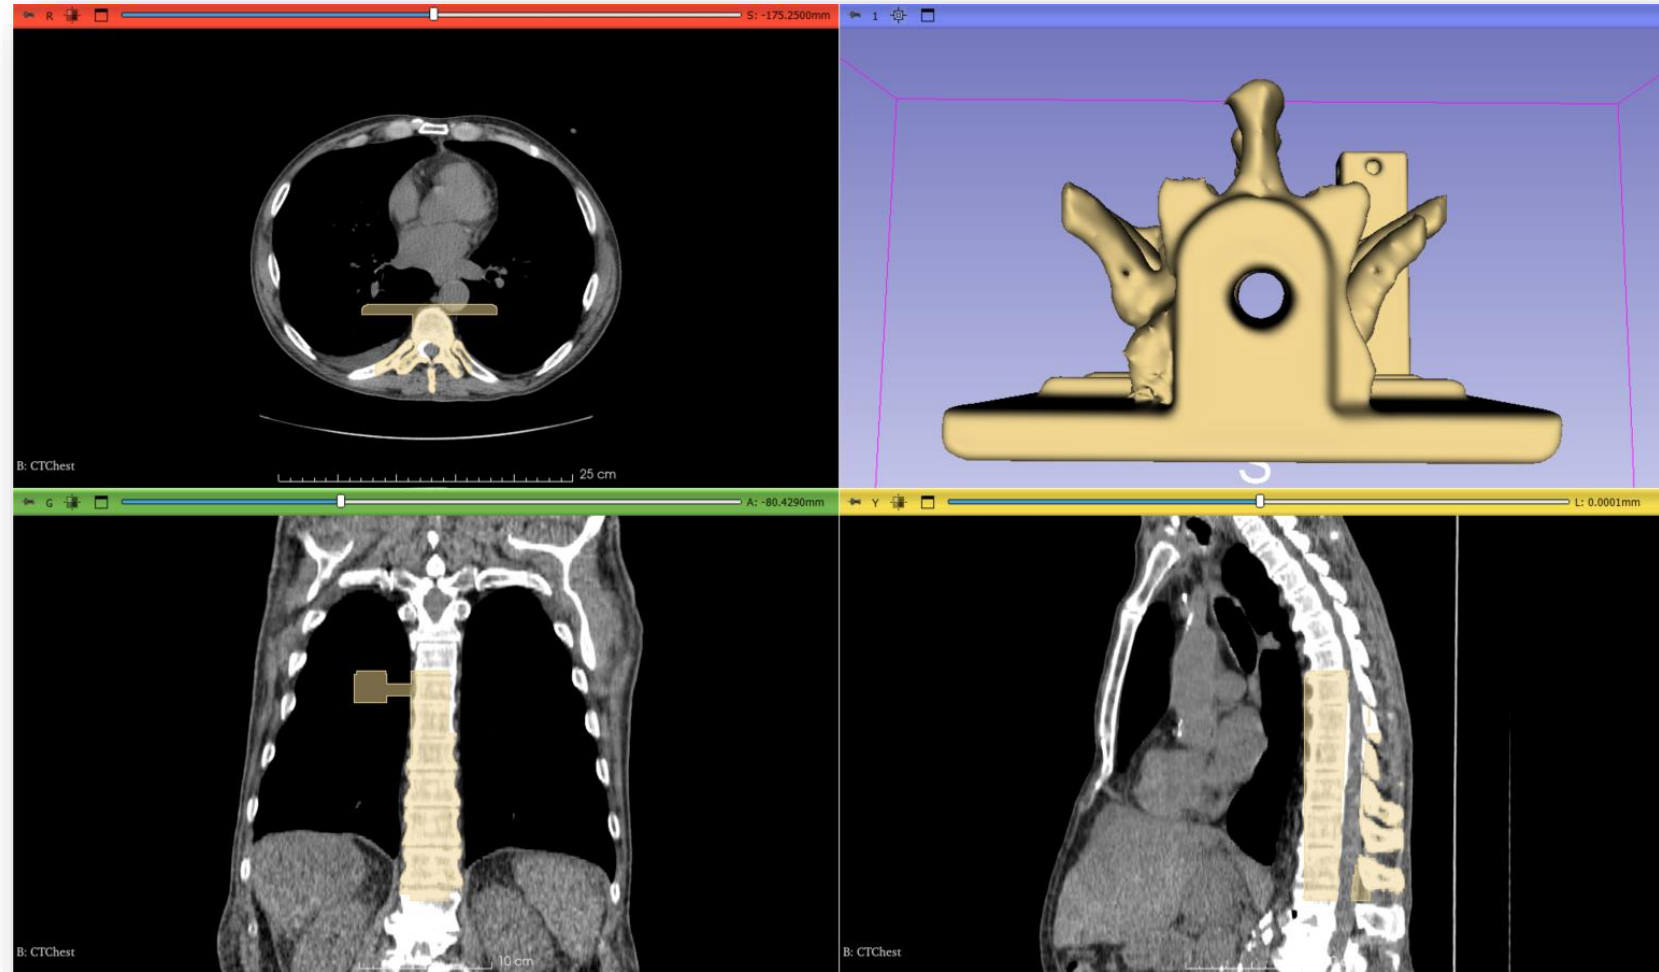 R
S: -175.2500mm
1
B: CTChest
25 cm
S
G
A: -80.4290mm
Y
L: 0.0001mm
B: CTChest
10 cm
B: CTChest